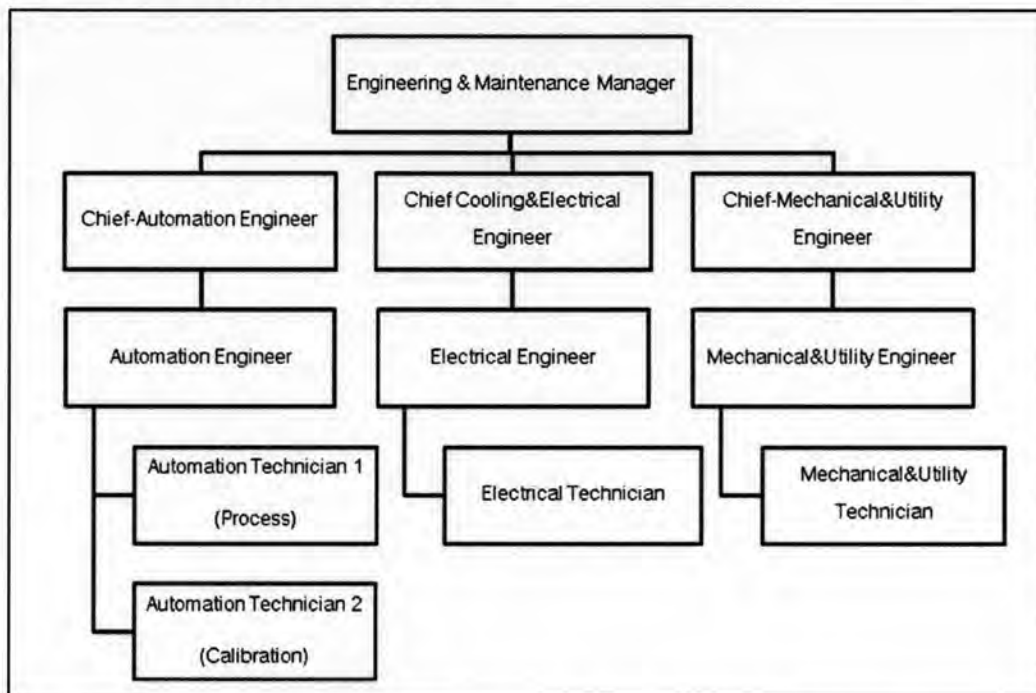 Engineering & Maintenance Manager
Chief-Automation Engineer
Chief Cooling&Electrical
Engineer
Chief-Mechanical&Utility
Engineer
Automation Engineer
Electrical Engineer
Mechanical&Utility Engineer
Automation Technician 1
(Process)
Electrical Technician
Mechanical&Utility
Technician
Automation Technician 2
(Calibration)